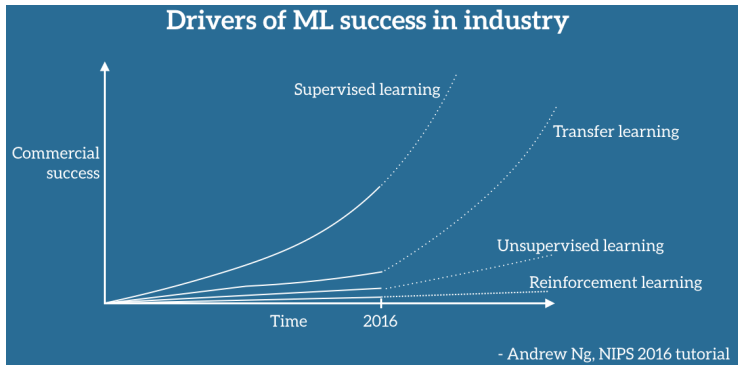 Drivers of ML success in industry
Supervised learning
Transfer learning
Commercial
success
Unsupervised learning
Reinforcement learning
Time
2016
- Andrew Ng, NIPS 2016 tutorial